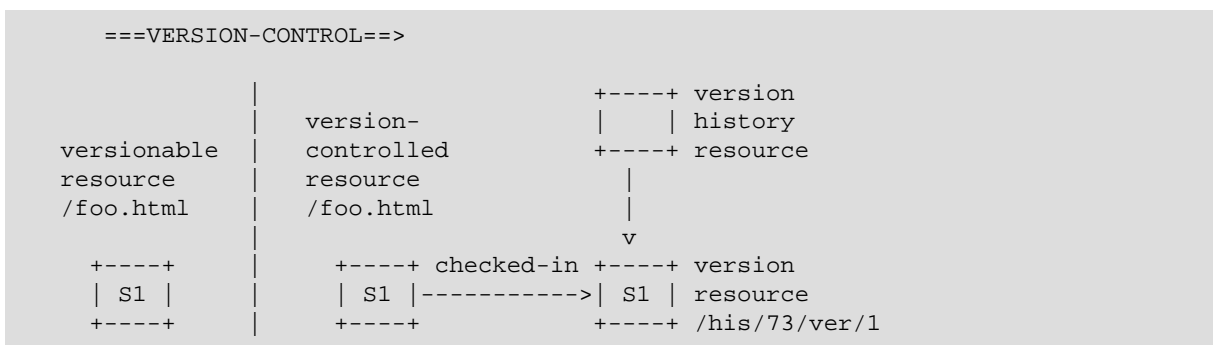 ===VERSION-CONTROL==>
| +----+ version
| version- | | history
versionable | controlled +----+ resource
resource | resource |
/foo.html | /foo.html |
| v
+----+ | +----+ checked-in +----+ version
| S1 | | | S1 |----------->| S1 | resource
+----+ | +----+ +----+ /his/73/ver/1